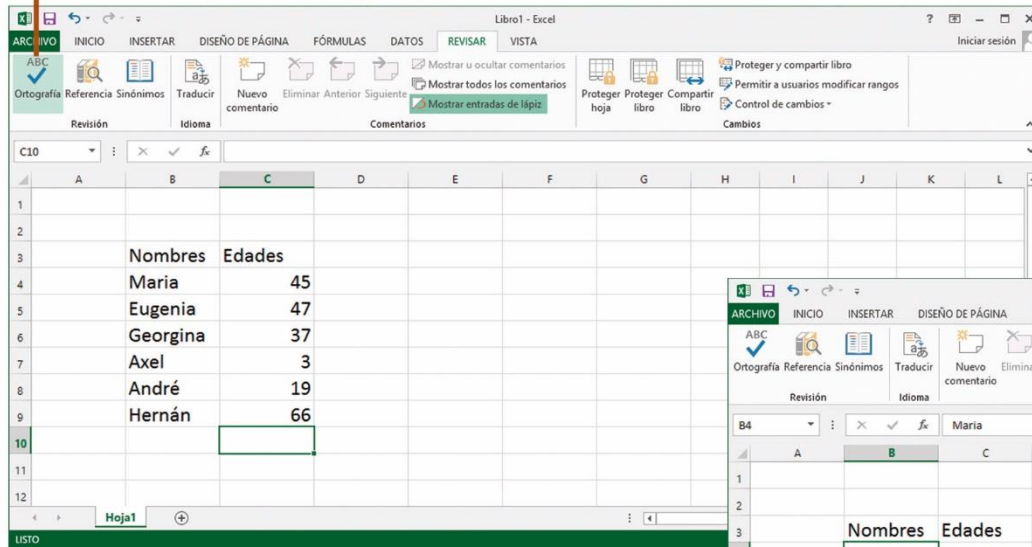 Libro1 - Excel
ARCHIVO INICIO INSERTAR DISEÑO DE PÁGINA FÓRMULAS DATOS REVISAR VISTA Iniciar sesión
ABC
Ortografía Referencia Sinónimos Traducir Nuevo comentario Eliminar Anterior Siguiente
Mostrar u ocultar comentarios
Mostrar todos los comentarios
Mostrar entradas de lápiz
Proteger hoja Proteger libro Compartir libro
Proteger y compartir libro
Permitir a usuarios modificar rangos
Control de cambios
Revisión Idioma Comentarios Cambios
C10 fx
A B C D E F G H I J K L
1
2
3 Nombres Edades
4 Maria 45
5 Eugenia 47
6 Georgina 37
7 Axel 3
8 André 19
9 Hernán 66
10
11
12
Hoja1
LISTO
ARCHIVO INICIO INSERTAR DISEÑO DE PÁGINA
ABC
Ortografía Referencia Sinónimos Traducir Nuevo comentario Elimina
Revisión Idioma
B4 fx Maria
A B C
1
2
3 Nombres Edades